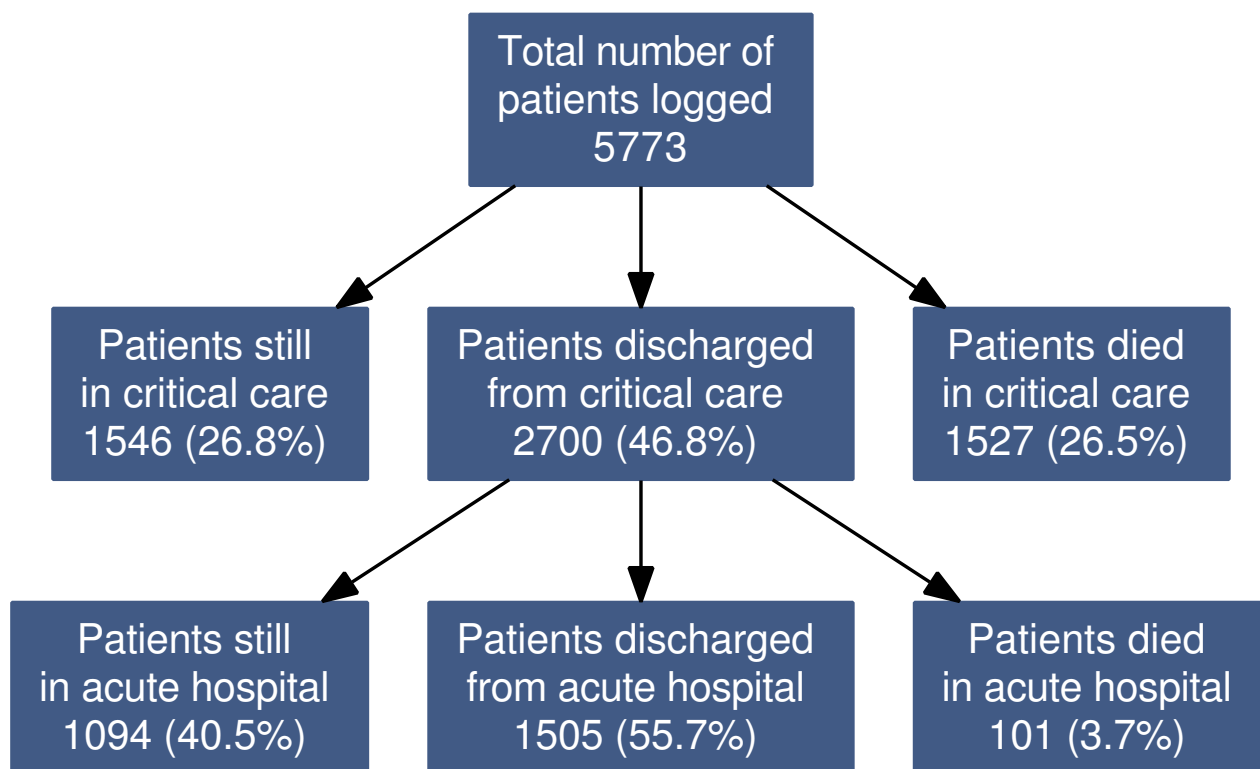 Total number of
patients logged
5773
Patients still
in critical care
1546 (26.8%)
Patients discharged
from critical care
2700 (46.8%)
Patients died
in critical care
1527 (26.5%)
Patients still
in acute hospital
1094 (40.5%)
Patients discharged
from acute hospital
1505 (55.7%)
Patients died
in acute hospital
101 (3.7%)